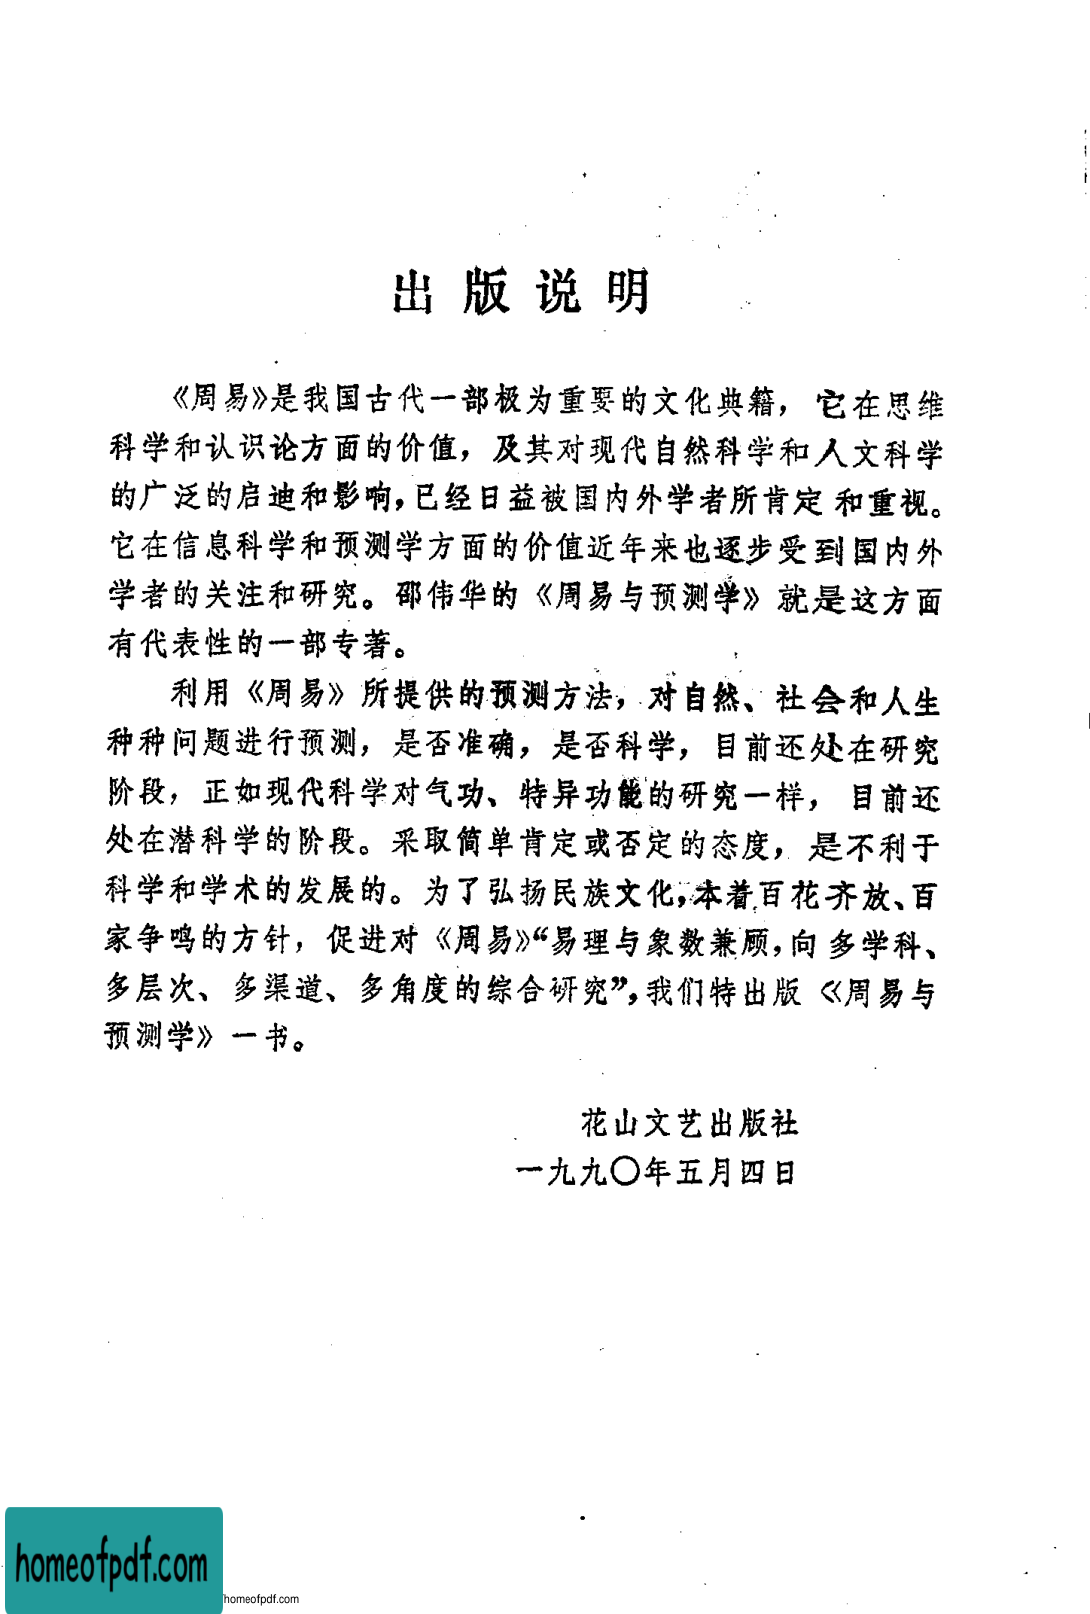 出版说明
《周易》是我国古代一部极为重要的文化典籍，它在思维
科学和认识论方面的价值，及其对现代自然科学和人文科学
的广泛的启迪和影响，已经日益被国内外学者所肯定和重视。
它在信息科学和预测学方面的价值近年来也逐步受到国内外
学者的关注和研究。邵伟华的《周易与预测学》就是这方面
有代表性的一部专著。
利用《周易》所提供的预测方法，对自然、社会和人生
种种问题进行预测，是否准确，是否科学，目前还处在研究
阶段，正如现代科学对气功、特异功能的研究一样，目前还
处在潜科学的阶段。采取简单肯定或否定的态度，是不利于
科学和学术的发展的。为了弘扬民族文化，本着百花齐放、百
家争鸣的方针，促进对《周易》“易理与象数兼顾，向多学科、
多层次、多渠道、多角度的综合研究”，我们特出版《周易与
预测学》一书。
花山文艺出版社
一九九〇年五月四日
homeofpdf.com
homeofpdf.com